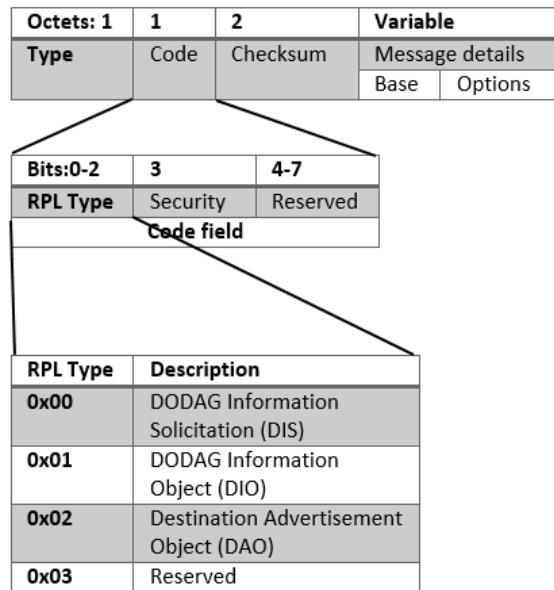 Octets: 1 1 2 Variable
Type Code Checksum Message details
Base Options
Bits:0-2 3 4-7
RPL Type Security Reserved
Code field
RPL Type Description
0x00 DODAG Information
Solicitation (DIS)
0x01 DODAG Information
Object (DIO)
0x02 Destination Advertisement
Object (DAO)
0x03 Reserved